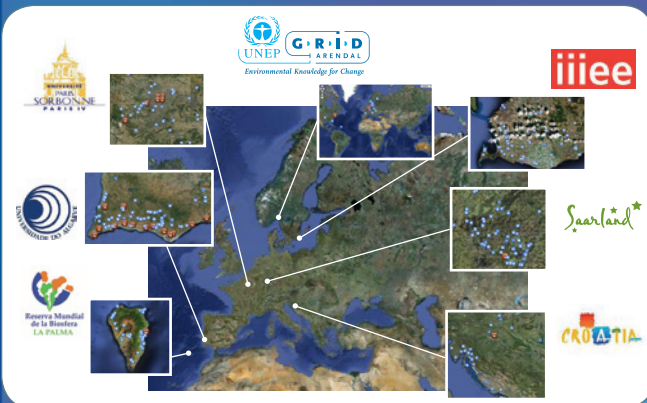 UNEP
GRID
ARENDAL
Environmental Knowledge for Change
iiiee
UNIVERSITÉ
PARIS
SORBONNE
PARIS IV
UNIVERSIDADE DO ALGARVE
Saarland
Reserva Mundial
de la Biosfera
LA PALMA
CROATIA